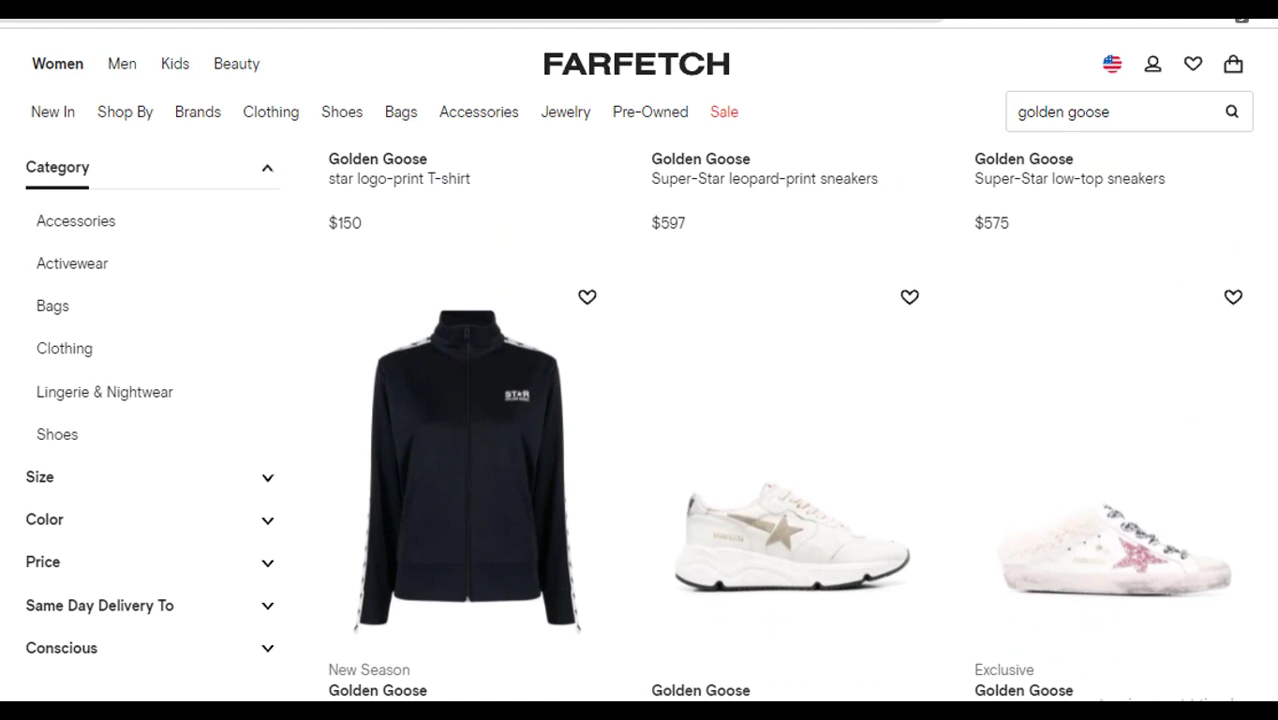 Women Men Kids Beauty
FARFETCH
New In Shop By Brands Clothing Shoes Bags Accessories Jewelry Pre-Owned Sale
golden goose
Category
Accessories
Activewear
Bags
Clothing
Lingerie & Nightwear
Shoes
Size
Color
Price
Same Day Delivery To
Conscious
Golden Goose
star logo-print T-shirt
$150
Golden Goose
Super-Star leopard-print sneakers
$597
Golden Goose
Super-Star low-top sneakers
$575
STAR
New Season
Golden Goose
Golden Goose
Exclusive
Golden Goose